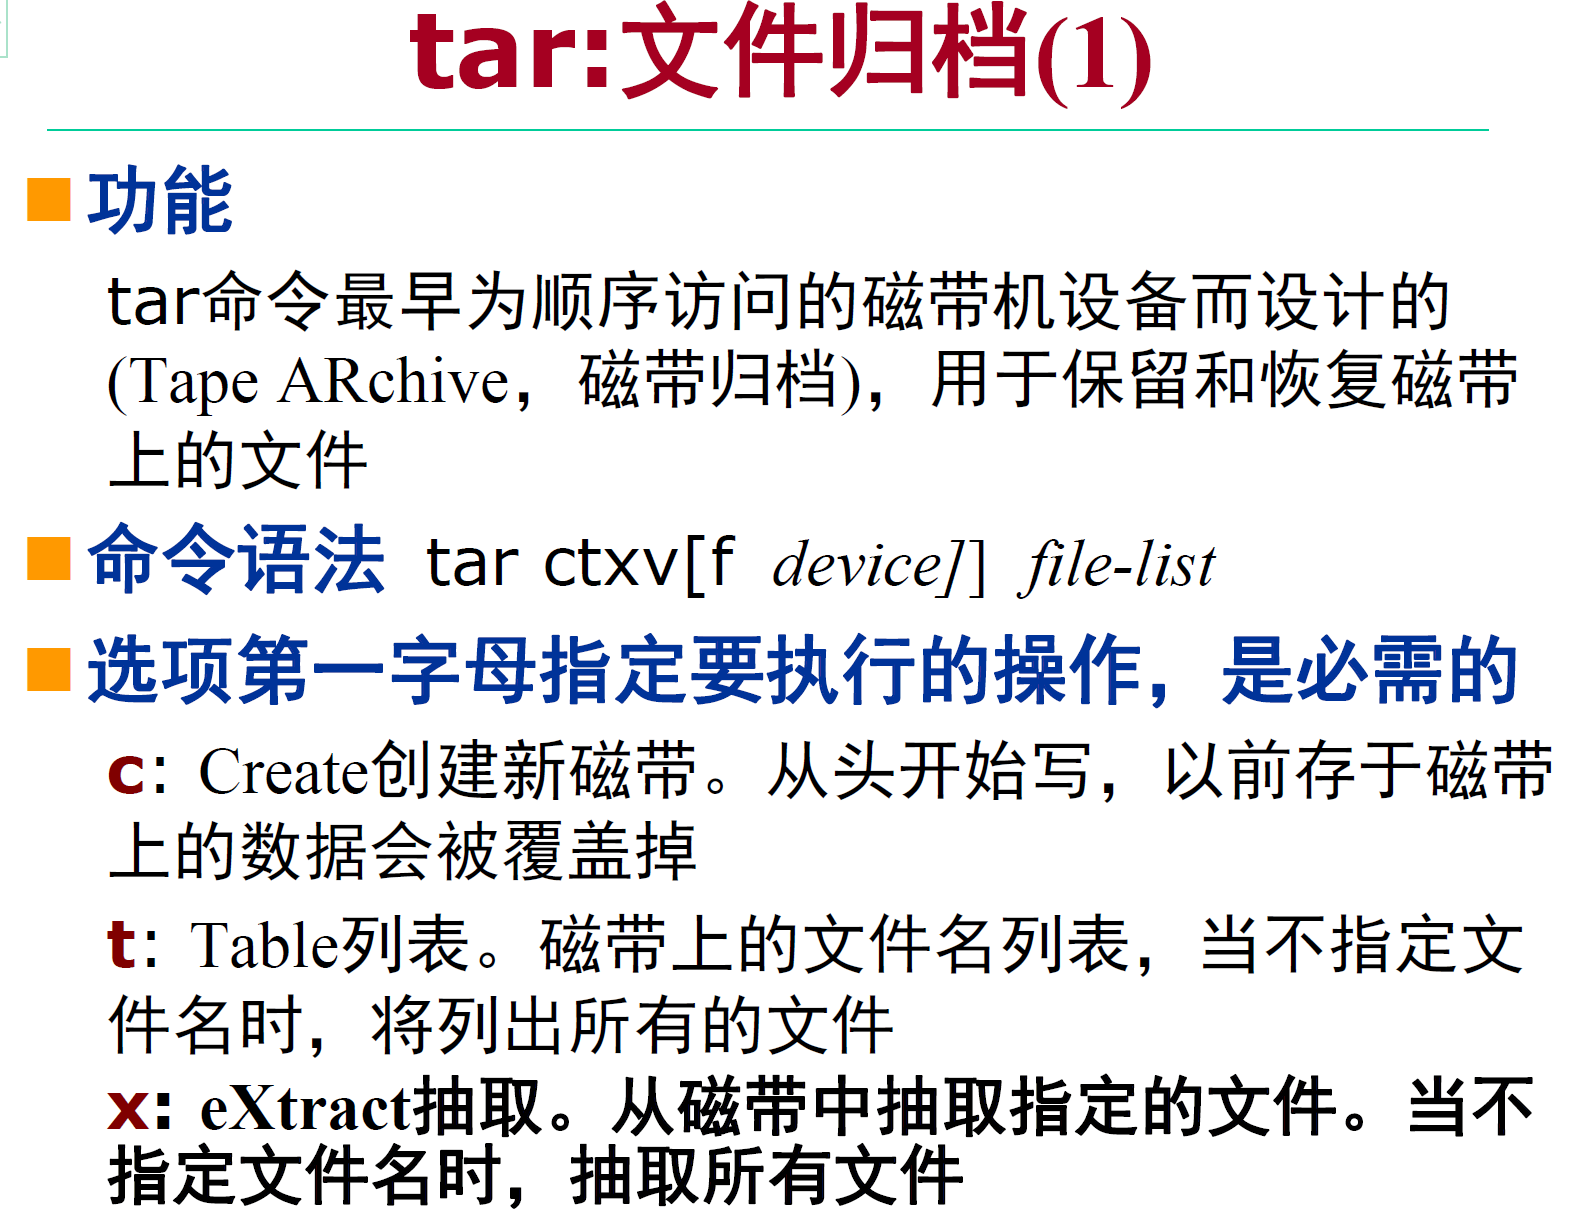 tar:文件归档(1)
功能
tar命令最早为顺序访问的磁带机设备而设计的
(Tape ARchive，磁带归档)，用于保留和恢复磁带
上的文件
命令语法 tar ctxv[f device]] file-list
选项第一字母指定要执行的操作，是必需的
c: Create创建新磁带。从头开始写，以前存于磁带
上的数据会被覆盖掉
t: Table列表。磁带上的文件名列表，当不指定文
件名时，将列出所有的文件
x: eXtract抽取。从磁带中抽取指定的文件。当不
指定文件名时，抽取所有文件